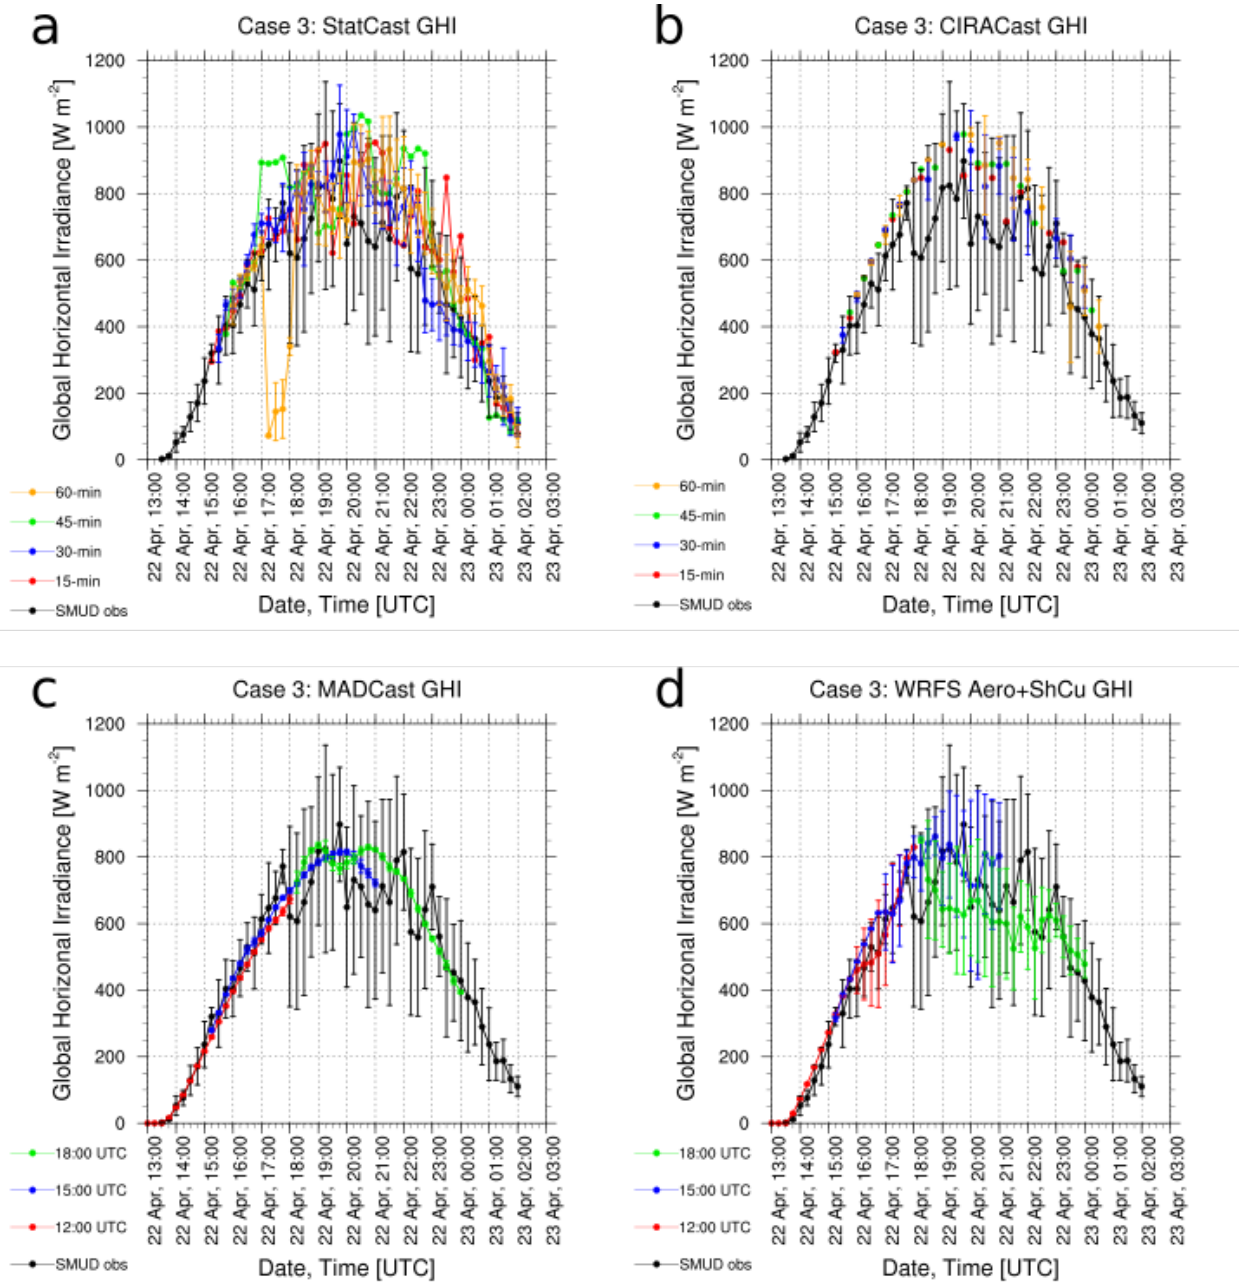 a
Case 3: StatCast GHI
Global Horizontal Irradiance [W m-2]
1200
1000
800
600
400
200
0
22 Apr, 13:00
22 Apr, 14:00
22 Apr, 15:00
22 Apr, 16:00
22 Apr, 17:00
22 Apr, 18:00
22 Apr, 19:00
22 Apr, 20:00
22 Apr, 21:00
22 Apr, 22:00
22 Apr, 23:00
23 Apr, 00:00
23 Apr, 01:00
23 Apr, 02:00
23 Apr, 03:00
60-min
45-min
30-min
15-min
SMUD obs
Date, Time [UTC]
b
Case 3: CIRACast GHI
Global Horizontal Irradiance [W m-2]
1200
1000
800
600
400
200
0
22 Apr, 13:00
22 Apr, 14:00
22 Apr, 15:00
22 Apr, 16:00
22 Apr, 17:00
22 Apr, 18:00
22 Apr, 19:00
22 Apr, 20:00
22 Apr, 21:00
22 Apr, 22:00
22 Apr, 23:00
23 Apr, 00:00
23 Apr, 01:00
23 Apr, 02:00
23 Apr, 03:00
60-min
45-min
30-min
15-min
SMUD obs
Date, Time [UTC]
c
Case 3: MADCast GHI
Global Horizonal Irradiance [W m-2]
1200
1000
800
600
400
200
0
22 Apr, 13:00
22 Apr, 14:00
22 Apr, 15:00
22 Apr, 16:00
22 Apr, 17:00
22 Apr, 18:00
22 Apr, 19:00
22 Apr, 20:00
22 Apr, 21:00
22 Apr, 22:00
22 Apr, 23:00
23 Apr, 00:00
23 Apr, 01:00
23 Apr, 02:00
23 Apr, 03:00
18:00 UTC
15:00 UTC
12:00 UTC
SMUD obs
Date, Time [UTC]
d
Case 3: WRFS Aero+ShCu GHI
Global Horizonal Irradiance [W m-2]
1200
1000
800
600
400
200
0
22 Apr, 13:00
22 Apr, 14:00
22 Apr, 15:00
22 Apr, 16:00
22 Apr, 17:00
22 Apr, 18:00
22 Apr, 19:00
22 Apr, 20:00
22 Apr, 21:00
22 Apr, 22:00
22 Apr, 23:00
23 Apr, 00:00
23 Apr, 01:00
23 Apr, 02:00
23 Apr, 03:00
18:00 UTC
15:00 UTC
12:00 UTC
SMUD obs
Date, Time [UTC]